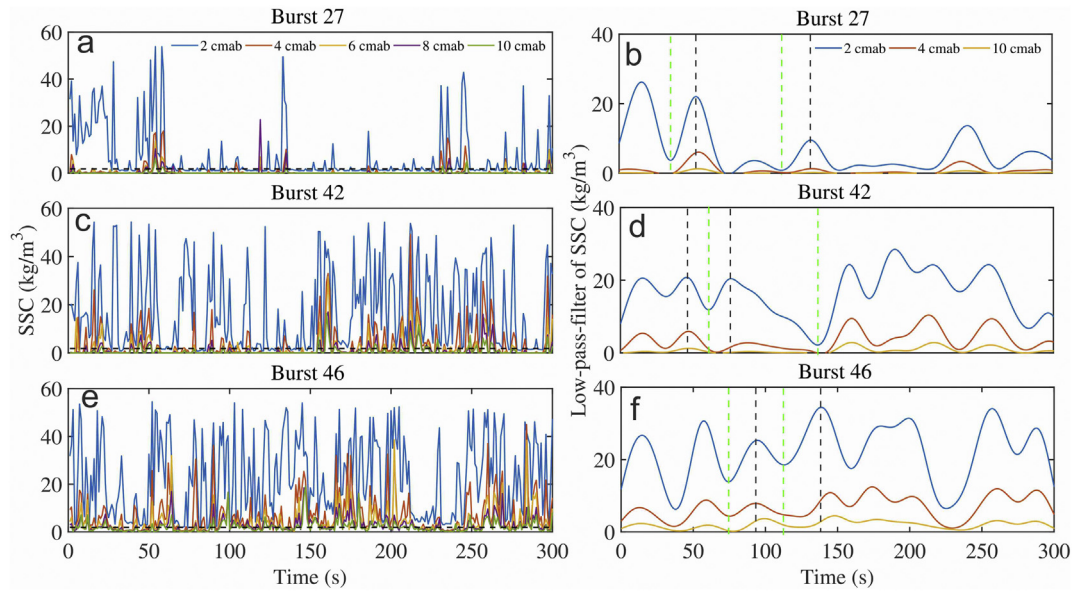 Burst 27
a
2 cmab 4 cmab 6 cmab 8 cmab 10 cmab
60
40
20
0
Burst 27
b
2 cmab 4 cmab 10 cmab
40
20
0
Burst 42
c
60
40
20
0
SSC (kg/m³)
Burst 42
d
40
20
0
Low-pass-filter of SSC (kg/m³)
Burst 46
e
60
40
20
0
0 50 100 150 200 250 300
Time (s)
Burst 46
f
40
20
0
0 50 100 150 200 250 300
Time (s)